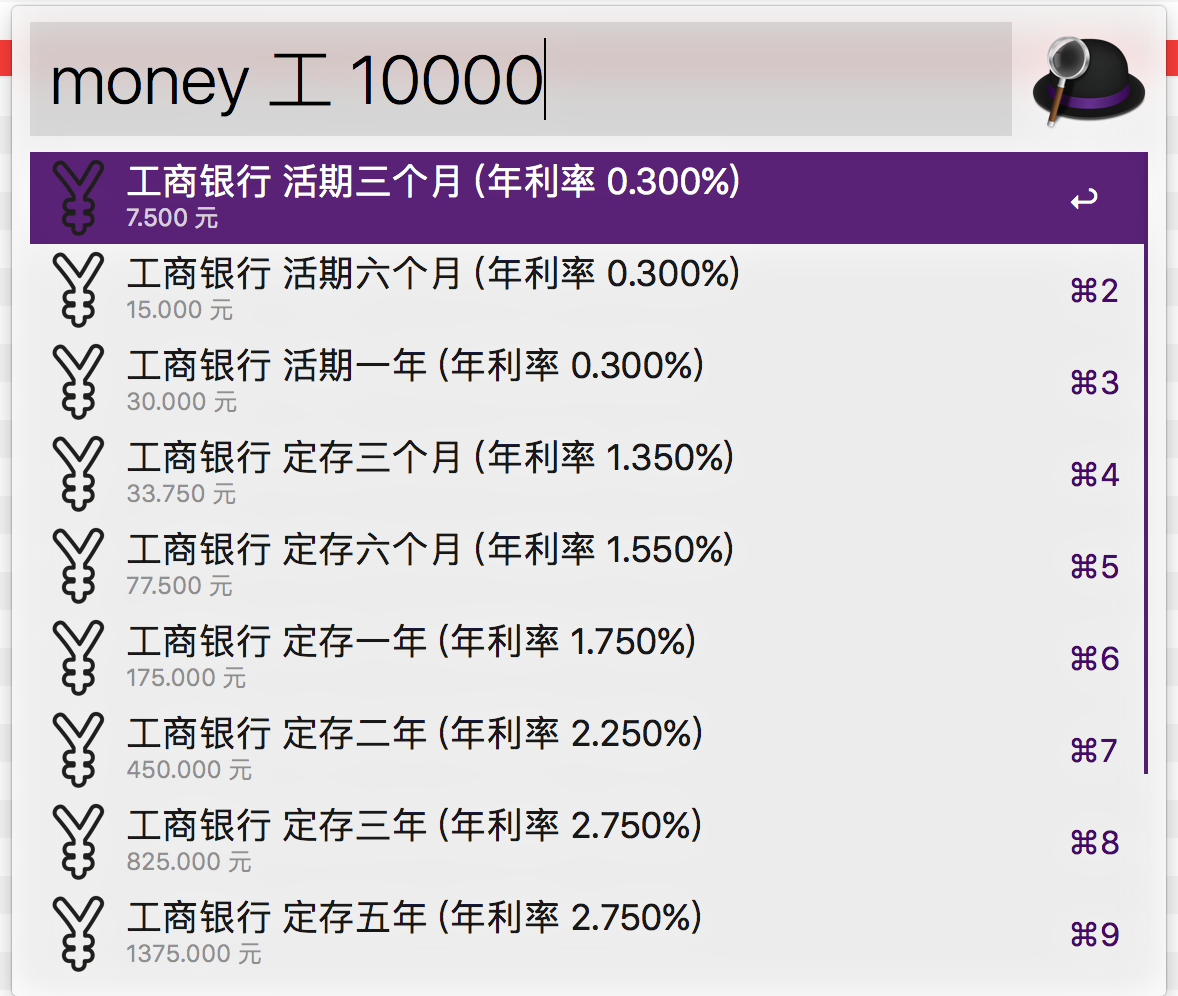 money 工 10000
工商银行 活期三个月 (年利率 0.300%)
7.500 元
工商银行 活期六个月 (年利率 0.300%)
⌘2
15.000 元
工商银行 活期一年 (年利率 0.300%)
⌘3
30.000 元
工商银行 定存三个月 (年利率 1.350%)
⌘4
33.750 元
工商银行 定存六个月 (年利率 1.550%)
⌘5
77.500 元
工商银行 定存一年 (年利率 1.750%)
⌘6
175.000 元
工商银行 定存二年 (年利率 2.250%)
⌘7
450.000 元
工商银行 定存三年 (年利率 2.750%)
⌘8
825.000 元
工商银行 定存五年 (年利率 2.750%)
⌘9
1375.000 元